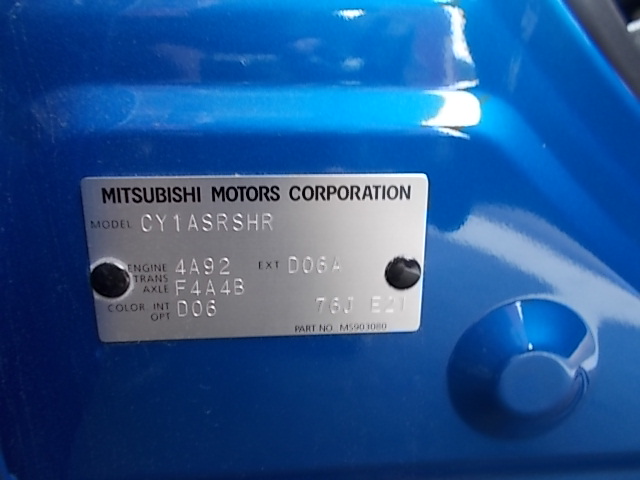 MITSUBISHI MOTORS CORPORATION
MODEL CY1ASRSHR
ENGINE 4A92 EXT D06A
TRANS AXLE F4A4B
COLOR INT OPT D06 76J E21
PART NO. MS903080